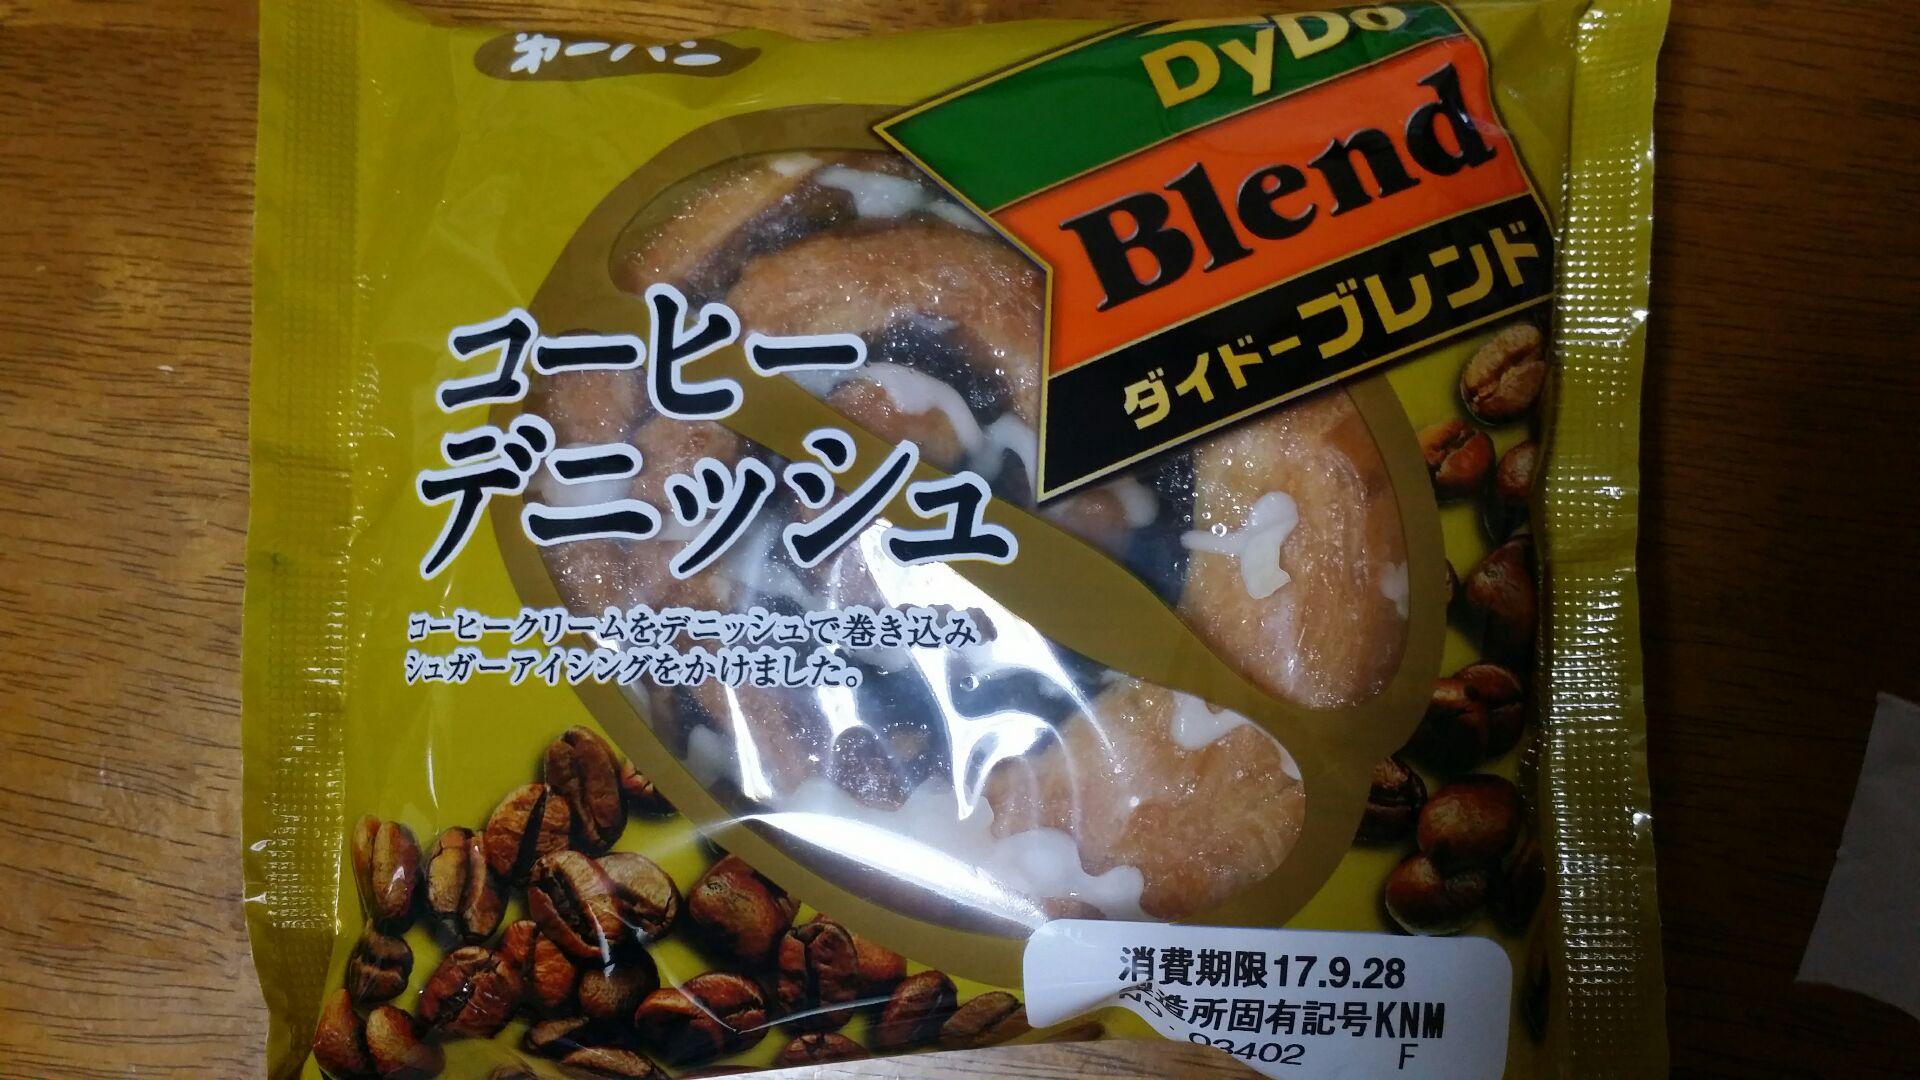 第一パン
DyDo
Blend
ダイドーブレンド
コーヒー
デニッシュ
コーヒークリームをデニッシュで巻き込み
シュガーアイシングをかけました。
消費期限17.9.28
製造所固有記号KNM
03402 F